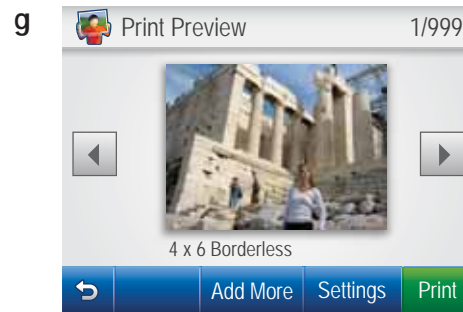 g
Print Preview 1/999
4 x 6 Borderless
Add More Settings Print